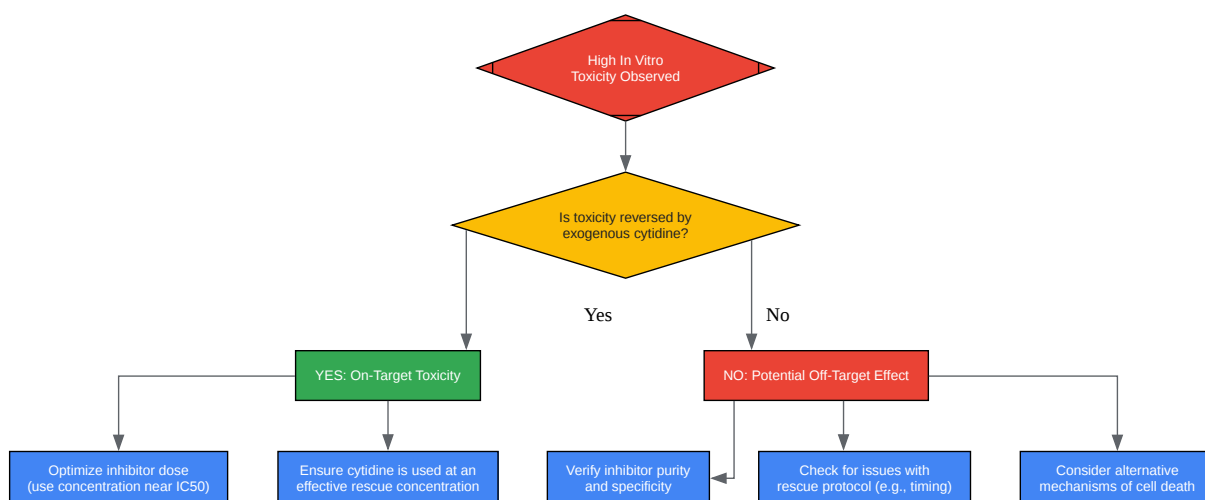 High In Vitro
Toxicity Observed
Is toxicity reversed by
exogenous cytidine?
Yes
No
YES: On-Target Toxicity
NO: Potential Off-Target Effect
Optimize inhibitor dose
(use concentration near IC50)
Ensure cytidine is used at an
effective rescue concentration
Verify inhibitor purity
and specificity
Check for issues with
rescue protocol (e.g., timing)
Consider alternative
mechanisms of cell death